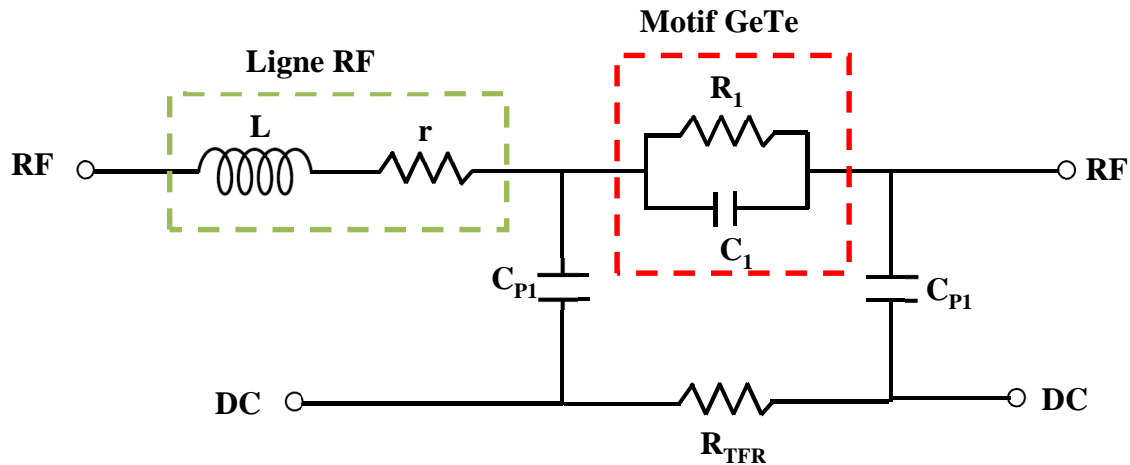 Motif GeTe
Ligne RF
R1
L
r
RF
RF
C1
CP1
CP1
DC
DC
RTFR